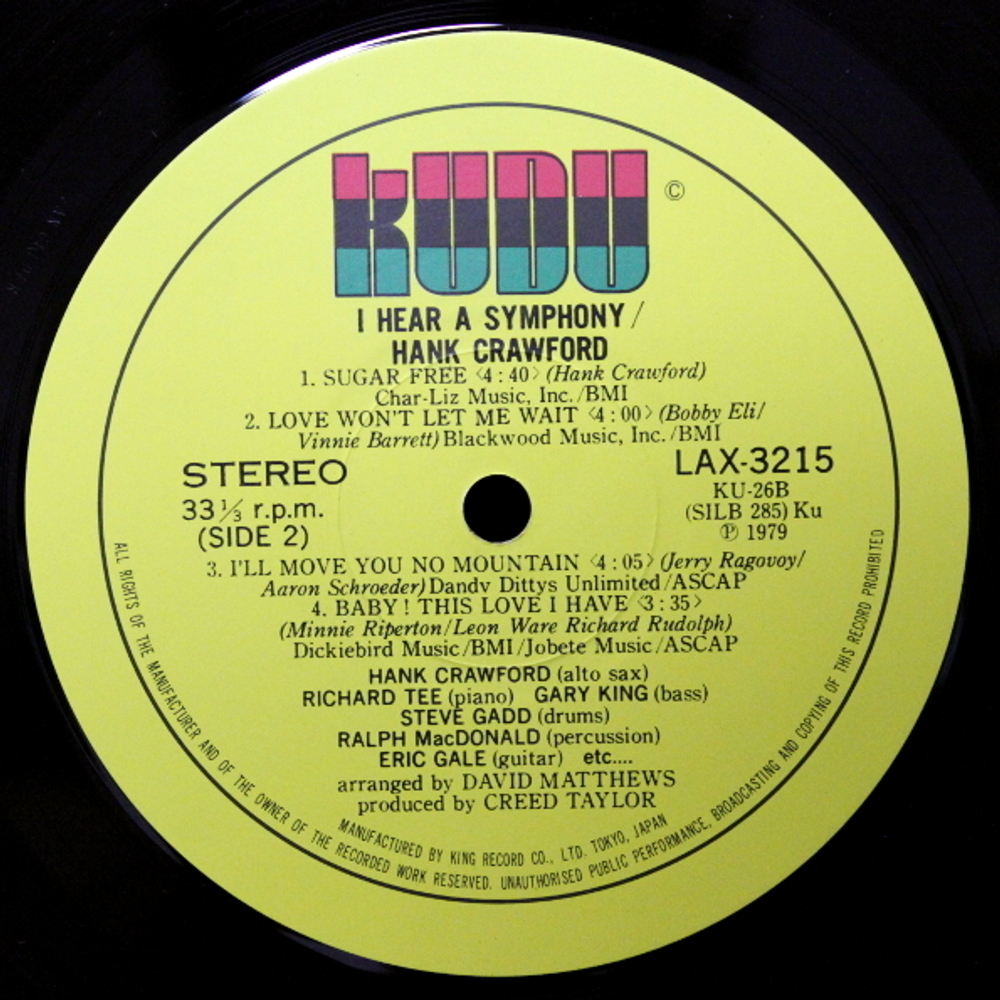 KUDU ©
I HEAR A SYMPHONY/
HANK CRAWFORD
1. SUGAR FREE <4:40> (Hank Crawford)
Char-Liz Music, Inc./BMI
2. LOVE WON'T LET ME WAIT <4:00> (Bobby Eli/
Vinnie Barrett) Blackwood Music, Inc./BMI
STEREO
33⅓ r.p.m.
(SIDE 2)
LAX-3215
KU-26B
(SILB 285) Ku
℗ 1979
3. I'LL MOVE YOU NO MOUNTAIN <4:05> (Jerry Ragovoy/
Aaron Schroeder) Dandv Dittys Unlimited/ASCAP
4. BABY! THIS LOVE I HAVE <3:35>
(Minnie Riperton/Leon Ware Richard Rudolph)
Dickiebird Music/BMI/Jobete Music/ASCAP
HANK CRAWFORD (alto sax)
RICHARD TEE (piano) GARY KING (bass)
STEVE GADD (drums)
RALPH MacDONALD (percussion)
ERIC GALE (guitar) etc....
arranged by DAVID MATTHEWS
produced by CREED TAYLOR
MANUFACTURED BY KING RECORD CO., LTD. TOKYO, JAPAN
ALL RIGHTS OF THE MANUFACTURER AND OF THE OWNER OF THE RECORDED WORK RESERVED. UNAUTHORISED PUBLIC PERFORMANCE, BROADCASTING AND COPYING OF THIS RECORD PROHIBITED